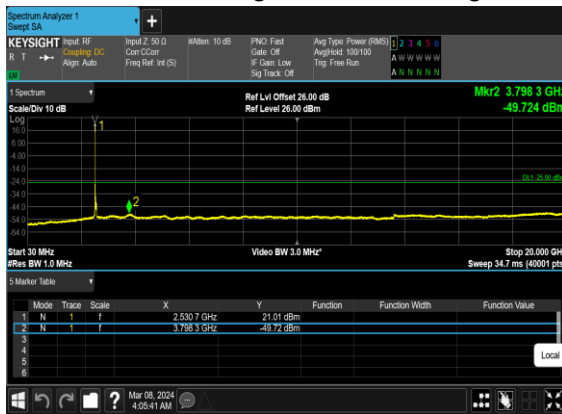 Spectrum Analyzer 1
Swept SA
+
KEYSIGHT Input: RF Input Z: 50 Ω #Atten: 10 dB PNO: Fast Avg Type: Power (RMS) 1 2 3 4 5 6
R T Coupling: DC Corr CCorr Gate: Off Avg|Hold: 100/100 A W W W W W
Align: Auto Freq Ref: Int (S) IF Gain: Low Trig: Free Run
Sig Track: Off A N N N N N
LXI
1 Spectrum
Ref Lvl Offset 26.00 dB Mkr2 3.798 3 GHz
Scale/Div 10 dB Ref Level 26.00 dBm -49.724 dBm
Log
16.0
6.00
-4.00
-14.0
-24.0
-34.0
-44.0
-54.0
-64.0
1
2
DL1 -25.00 dBm
Start 30 MHz Video BW 3.0 MHz* Stop 20.000 GHz
#Res BW 1.0 MHz Sweep 34.7 ms (40001 pts)
5 Marker Table
Mode Trace Scale X Y Function Function Width Function Value
1 N 1 f 2.530 7 GHz 21.01 dBm
2 N 1 f 3.798 3 GHz -49.72 dBm
3
4
5
6
Local
?
Mar 08, 2024
4:05:41 AM